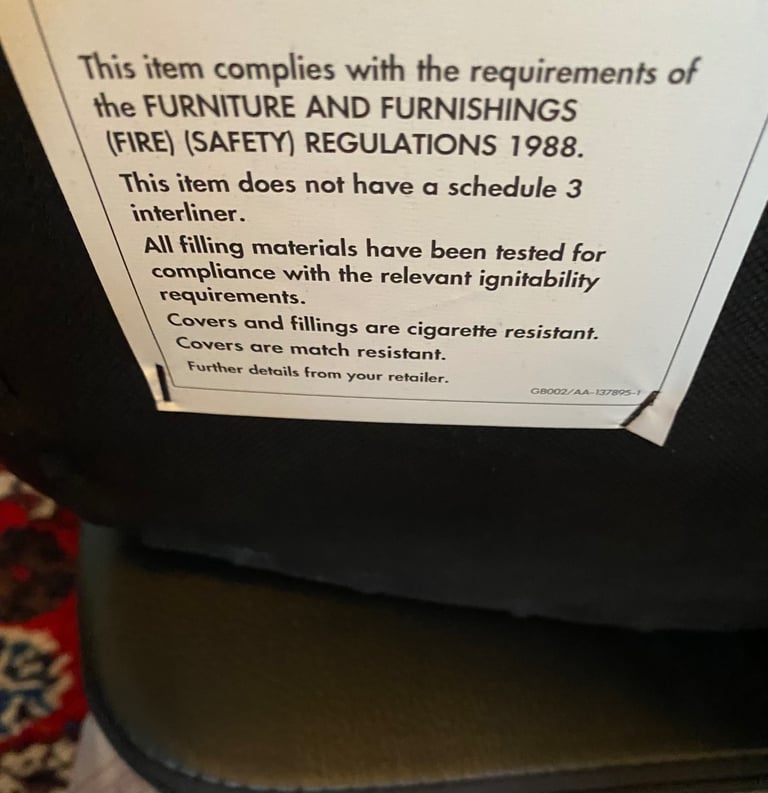 This item complies with the requirements of
the FURNITURE AND FURNISHINGS
(FIRE) (SAFETY) REGULATIONS 1988.
This item does not have a schedule 3
interliner.
All filling materials have been tested for
compliance with the relevant ignitability
requirements.
Covers and fillings are cigarette resistant.
Covers are match resistant.
Further details from your retailer.
GB002/AA-137895-1